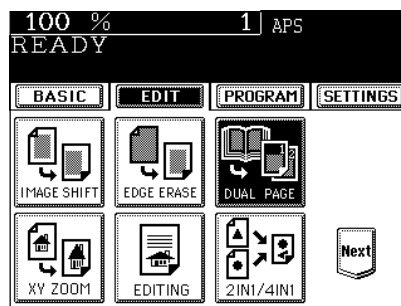 100 % 1 APS
READY
BASIC EDIT PROGRAM SETTINGS
IMAGE SHIFT EDGE ERASE DUAL PAGE
XY ZOOM EDITING 2IN1/4IN1 Next